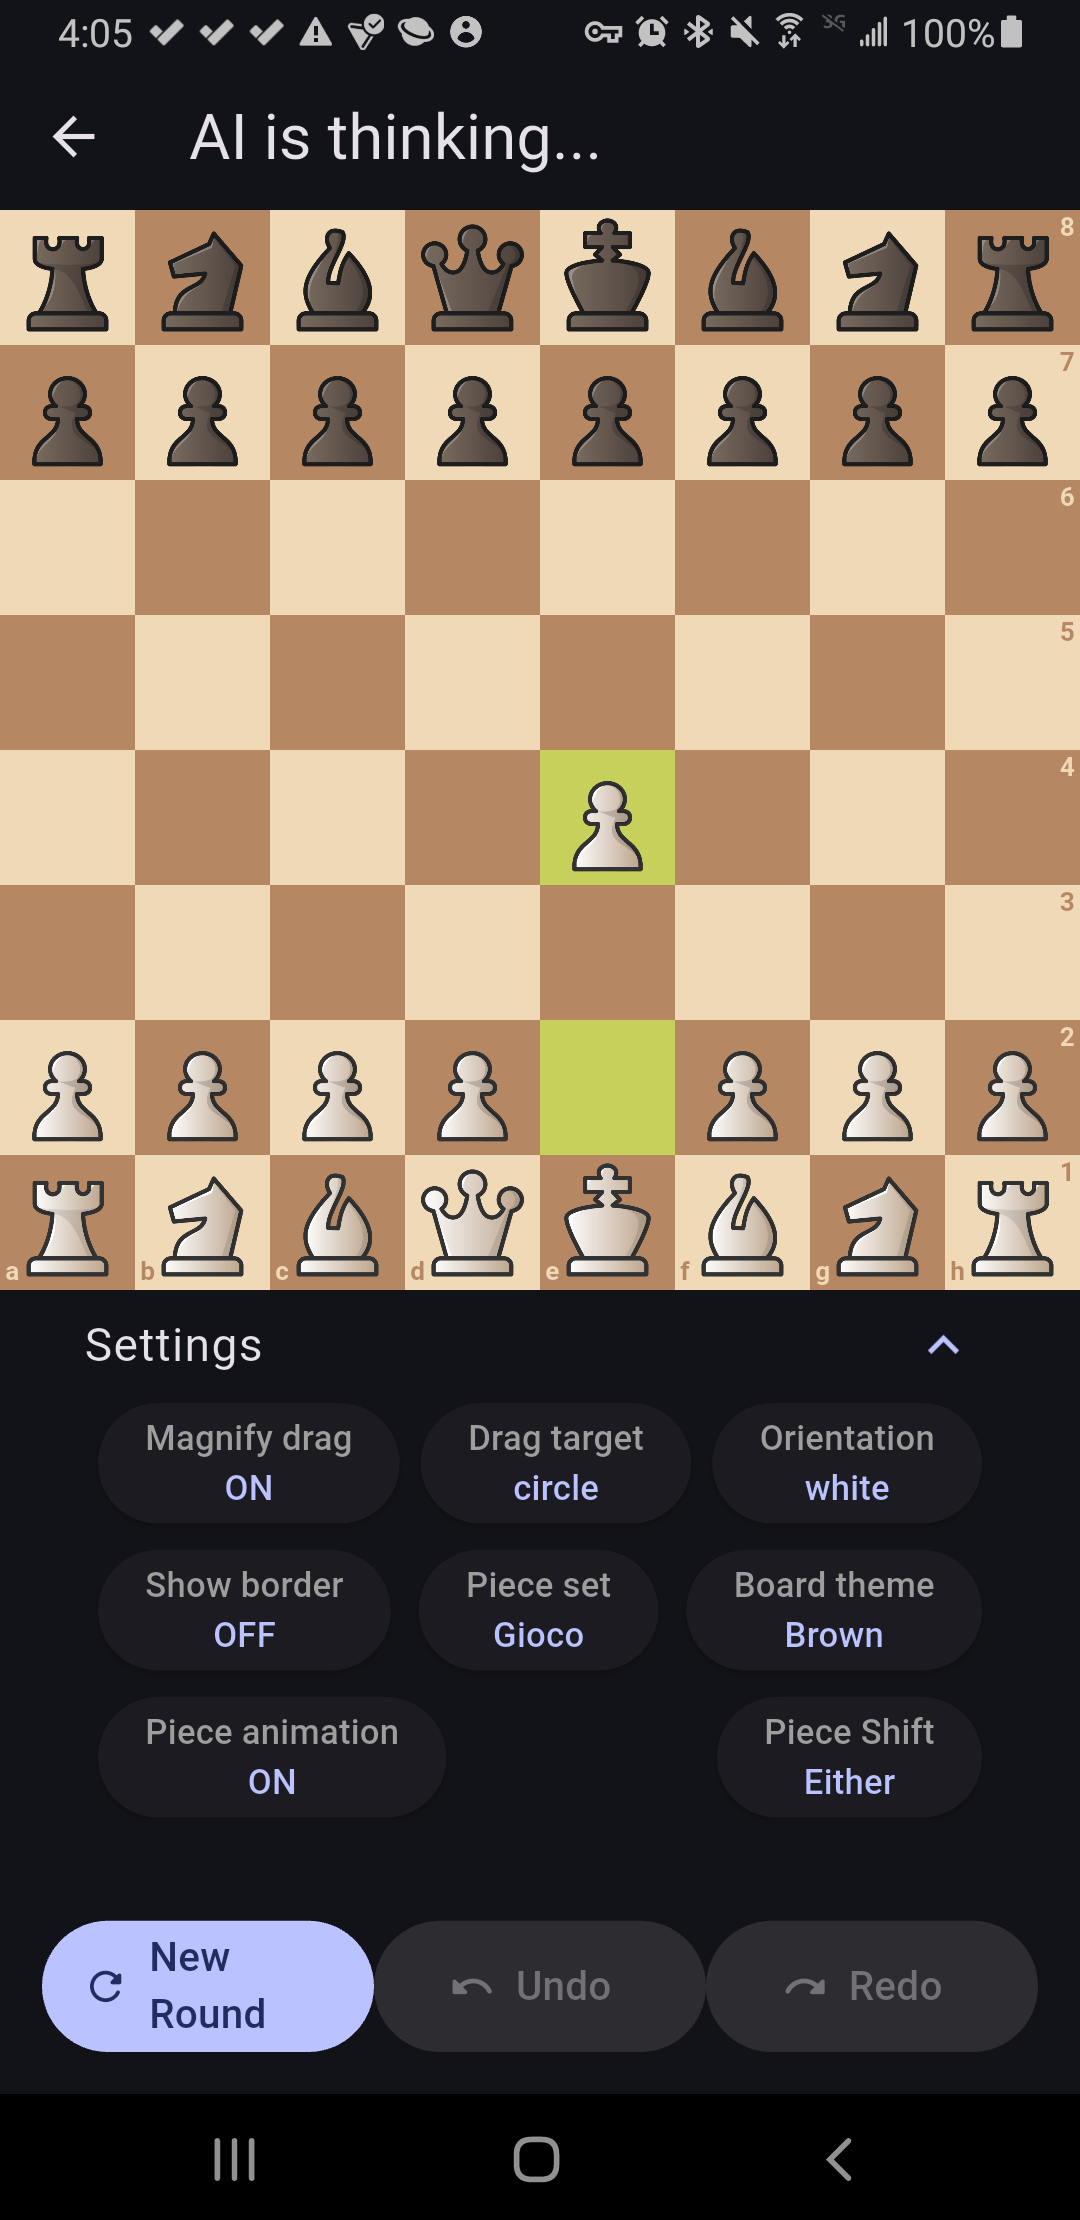 4:05 3G 100%
AI is thinking...
8
7
6
5
4
3
2
1
a b c d e f g h
Settings
Magnify drag Drag target Orientation
ON circle white
Show border Piece set Board theme
OFF Gioco Brown
Piece animation Piece Shift
ON Either
New
Round
Undo Redo